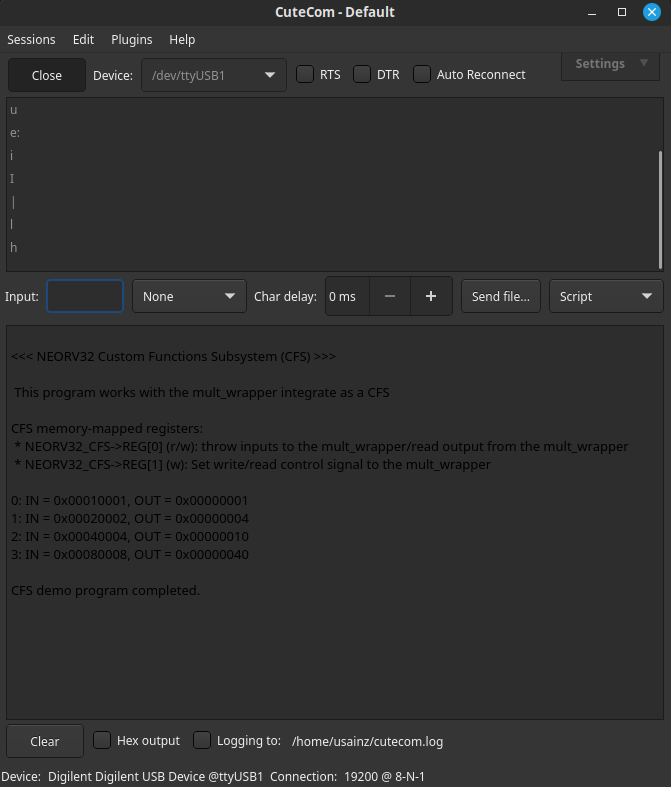 CuteCom - Default
Sessions Edit Plugins Help
Close Device: /dev/ttyUSB1 RTS DTR Auto Reconnect Settings
u
e:
i
I
|
l
h
Input: None Char delay: 0 ms − + Send file... Script
<<< NEORV32 Custom Functions Subsystem (CFS) >>>
This program works with the mult_wrapper integrate as a CFS
CFS memory-mapped registers:
* NEORV32_CFS->REG[0] (r/w): throw inputs to the mult_wrapper/read output from the mult_wrapper
* NEORV32_CFS->REG[1] (w): Set write/read control signal to the mult_wrapper
0: IN = 0x00010001, OUT = 0x00000001
1: IN = 0x00020002, OUT = 0x00000004
2: IN = 0x00040004, OUT = 0x00000010
3: IN = 0x00080008, OUT = 0x00000040
CFS demo program completed.
Clear Hex output Logging to: /home/usainz/cutecom.log
Device: Digilent Digilent USB Device @ttyUSB1 Connection: 19200 @ 8-N-1